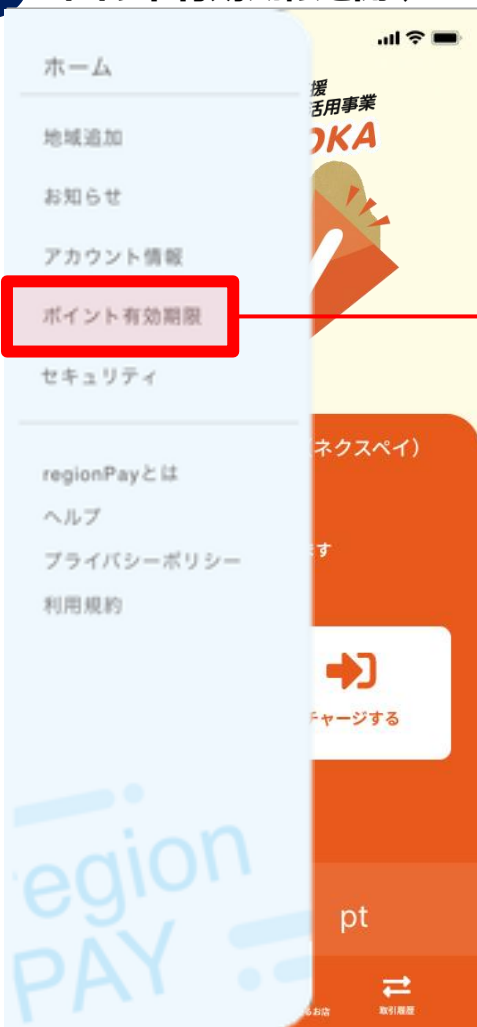 ホーム
地域追加
お知らせ
アカウント情報
ポイント有効期限
セキュリティ
regionPayとは
ヘルプ
プライバシーポリシー
利用規約
援
活用事業
OKA
(ネクスペイ)
ます
チャージする
region
PAY
pt
るお店
取引履歴